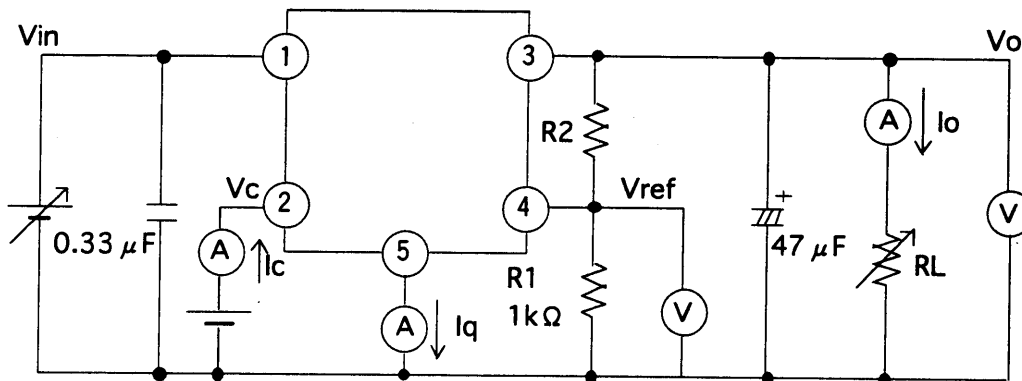 Vin
1
3
Vo
A
Io
R2
Vc
2
4
Vref
V
0.33 μF
A
Ic
5
R1
1kΩ
+
47 μF
RL
A
Iq
V